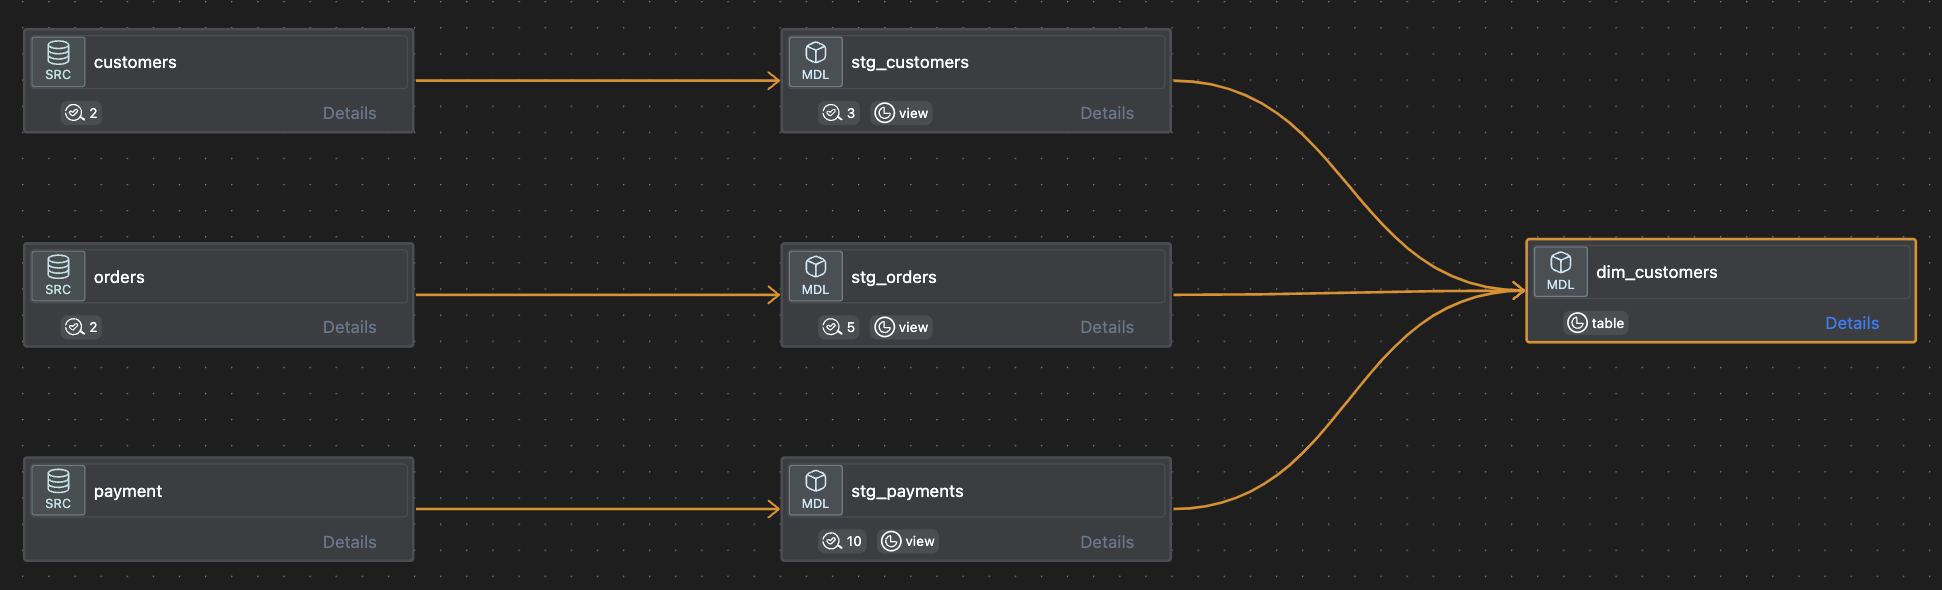 customers
SRC
2
Details
stg_customers
MDL
3 view
Details
orders
SRC
2
Details
stg_orders
MDL
5 view
Details
dim_customers
MDL
table
Details
payment
SRC
Details
stg_payments
MDL
10 view
Details